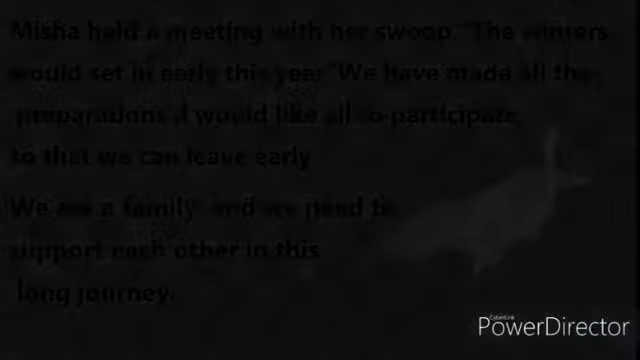 Misha held a meeting with her swoop."The winters
would set in early this year"We have made all the
preparations .I would like all to participate,
so that we can leave early
We are a family and we need to
support each other in this
long journey.
CyberLink
PowerDirector